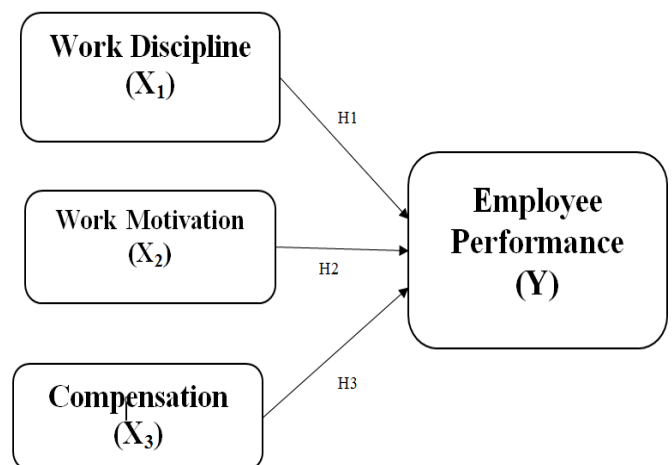 Work Discipline
(X₁)
H1
Work Motivation
(X₂)
H2
Employee
Performance
(Y)
Compensation
(X₃)
H3